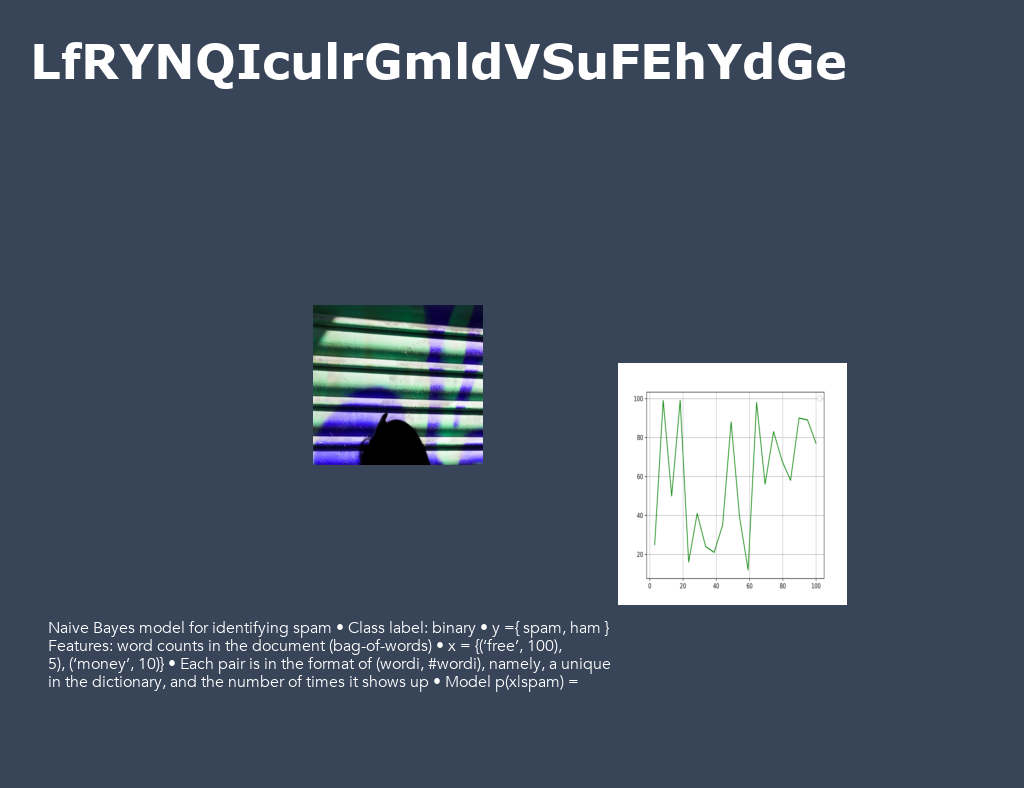 LfRYNQIculrGmldVSuFEhYdGe
100
80
60
40
20
0 20 40 60 80 100
Naive Bayes model for identifying spam • Class label: binary • y ={ spam, ham }
Features: word counts in the document (bag-of-words) • x = {(‘free’, 100),
5), (‘money’, 10)} • Each pair is in the format of (wordi, #wordi), namely, a unique
in the dictionary, and the number of times it shows up • Model p(x|spam) =